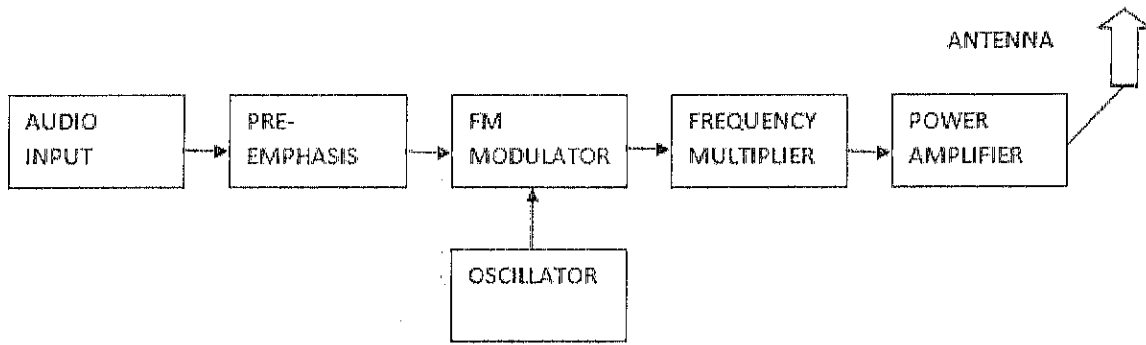 ANTENNA
AUDIO
INPUT
PRE-
EMPHASIS
FM
MODULATOR
FREQUENCY
MULTIPLIER
POWER
AMPLIFIER
OSCILLATOR